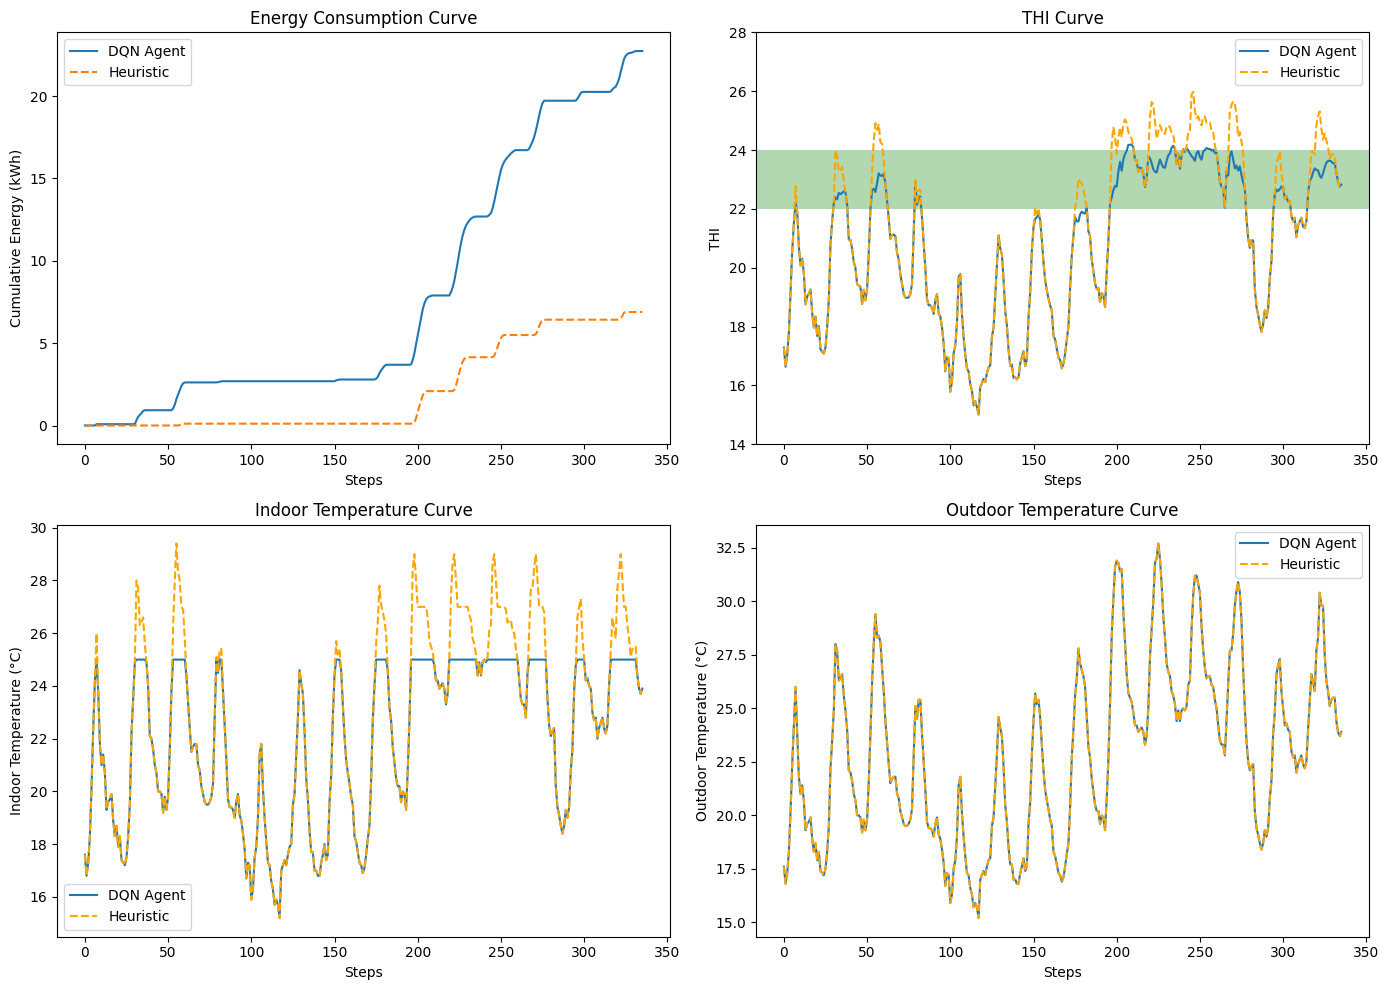 Energy Consumption Curve
DQN Agent
Heuristic
Cumulative Energy (kWh)
20
15
10
5
0
0 50 100 150 200 250 300 350
Steps
THI Curve
DQN Agent
Heuristic
THI
28
26
24
22
20
18
16
14
0 50 100 150 200 250 300 350
Steps
Indoor Temperature Curve
DQN Agent
Heuristic
Indoor Temperature (°C)
30
28
26
24
22
20
18
16
0 50 100 150 200 250 300 350
Steps
Outdoor Temperature Curve
DQN Agent
Heuristic
Outdoor Temperature (°C)
32.5
30.0
27.5
25.0
22.5
20.0
17.5
15.0
0 50 100 150 200 250 300 350
Steps